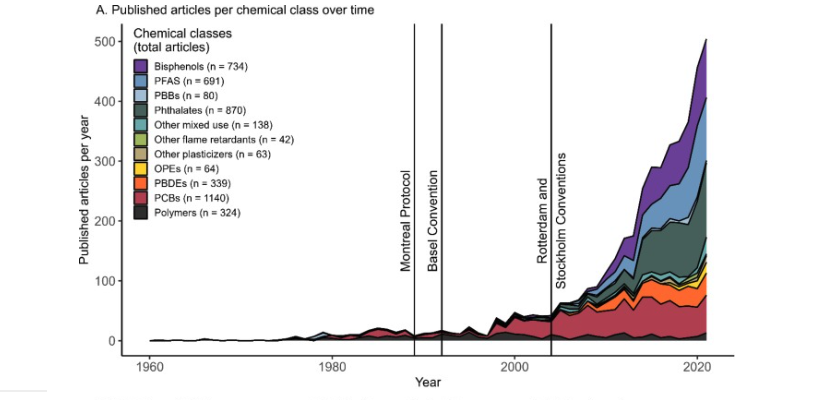 A. Published articles per chemical class over time
Chemical classes
(total articles)
Bisphenols (n = 734)
PFAS (n = 691)
PBBs (n = 80)
Phthalates (n = 870)
Other mixed use (n = 138)
Other flame retardants (n = 42)
Other plasticizers (n = 63)
OPEs (n = 64)
PBDEs (n = 339)
PCBs (n = 1140)
Polymers (n = 324)
Published articles per year
500
400
300
200
100
0
Montreal Protocol
Basel Convention
Rotterdam and
Stockholm Conventions
1960
1980
2000
2020
Year